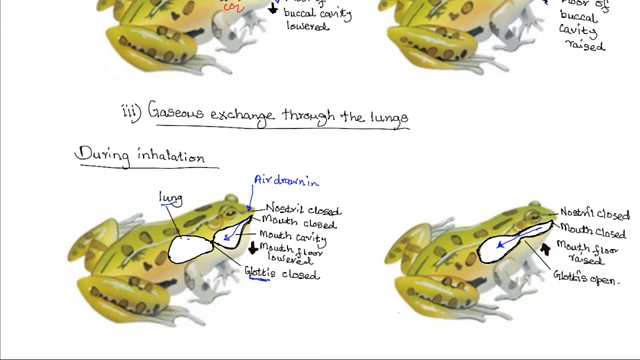 CO2
Floor of
buccal cavity
lowered
Floor of
buccal
cavity
raised
iii) Gaseous exchange through the lungs
During inhalation
Air drawn in
lung
Nostril closed
Mouth closed
Mouth cavity
Mouth floor
lowered
Glottis closed
Nostril closed
Mouth closed
Mouth floor
raised
Glottis open.